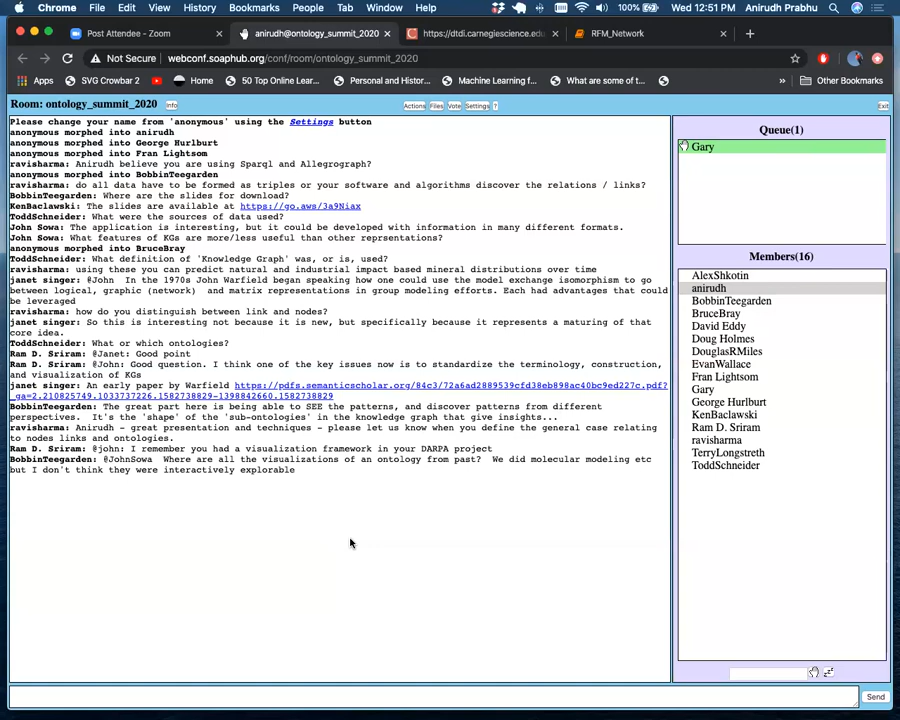 Chrome File Edit View History Bookmarks People Tab Window Help 100% Wed 12:51 PM Anirudh Prabhu
Post Attendee - Zoom × anirudh@ontology_summit_2020 × https://dtdi.carnegiescience.edu × RFM_Network × +
Not Secure | webconf.soaphub.org/conf/room/ontology_summit_2020
Apps SVG Crowbar 2 Home 50 Top Online Lear... Personal and Histor... Machine Learning f... What are some of t... » Other Bookmarks
Room: ontology_summit_2020 Info Actions Files Vote Settings ? Exit
Please change your name from 'anonymous' using the Settings button
anonymous morphed into anirudh
anonymous morphed into George Hurlburt
anonymous morphed into Fran Lightsom
ravisharma: Anirudh believe you are using Sparql and Allegrograph?
anonymous morphed into BobbinTeegarden
ravisharma: do all data have to be formed as triples or your software and algorithms discover the relations / links?
BobbinTeegarden: Where are the slides for download?
KenBaclawski: The slides are available at https://go.aws/3a9Niax
ToddSchneider: What were the sources of data used?
John Sowa: The application is interesting, but it could be developed with information in many different formats.
John Sowa: What features of KGs are more/less useful than other reprsentations?
anonymous morphed into BruceBray
ToddSchneider: What definition of 'Knowledge Graph' was, or is, used?
ravisharma: using these you can predict natural and industrial impact based mineral distributions over time
janet singer: @John In the 1970s John Warfield began speaking how one could use the model exchange isomorphism to go
between logical, graphic (network) and matrix representations in group modeling efforts. Each had advantages that could
be leveraged
ravisharma: how do you distinguish between link and nodes?
janet singer: So this is interesting not because it is new, but specifically because it represents a maturing of that
core idea.
ToddSchneider: What or which ontologies?
Ram D. Sriram: @Janet: Good point
Ram D. Sriram: @John: Good question. I think one of the key issues now is to standardize the terminology, construction,
and visualization of KGs
janet singer: An early paper by Warfield https://pdfs.semanticscholar.org/84c3/72a6ad2889539cfd38eb898ac40bc9ed227c.pdf?
_ga=2.210825749.1033737226.1582738829-1398842660.1582738829
BobbinTeegarden: The great part here is being able to SEE the patterns, and discover patterns from different
perspectives. It's the 'shape' of the 'sub-ontologies' in the knowledge graph that give insights...
ravisharma: Anirudh - great presentation and techniques - please let us know when you define the general case relating
to nodes links and ontologies.
Ram D. Sriram: @john: I remember you had a visualization framework in your DARPA project
BobbinTeegarden: @JohnSowa Where are all the visualizations of an ontology from past? We did molecular modeling etc
but I don't think they were interactively explorable
Queue(1)
Gary
Members(16)
AlexShkotin
anirudh
BobbinTeegarden
BruceBray
David Eddy
Doug Holmes
DouglasRMiles
EvanWallace
Fran Lightsom
Gary
George Hurlburt
KenBaclawski
Ram D. Sriram
ravisharma
TerryLongstreth
ToddSchneider
Send